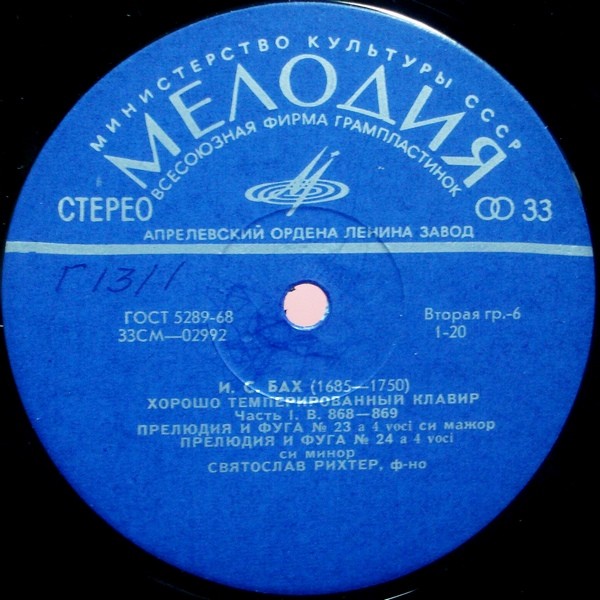 МИНИСТЕРСТВО КУЛЬТУРЫ СССР
МЕЛОДИЯ
ВСЕСОЮЗНАЯ ФИРМА ГРАМПЛАСТИНОК
СТЕРЕО
33
АПРЕЛЕВСКИЙ ОРДЕНА ЛЕНИНА ЗАВОД
Г1311
ГОСТ 5289-68
Вторая гр.-6
33СМ—02992
1-20
И. С. БАХ (1685—1750)
ХОРОШО ТЕМПЕРИРОВАННЫЙ КЛАВИР
Часть I. В. 868—869
ПРЕЛЮДИЯ И ФУГА № 23 a 4 voci си мажор
ПРЕЛЮДИЯ И ФУГА № 24 a 4 voci
си минор
СВЯТОСЛАВ РИХТЕР, ф-но